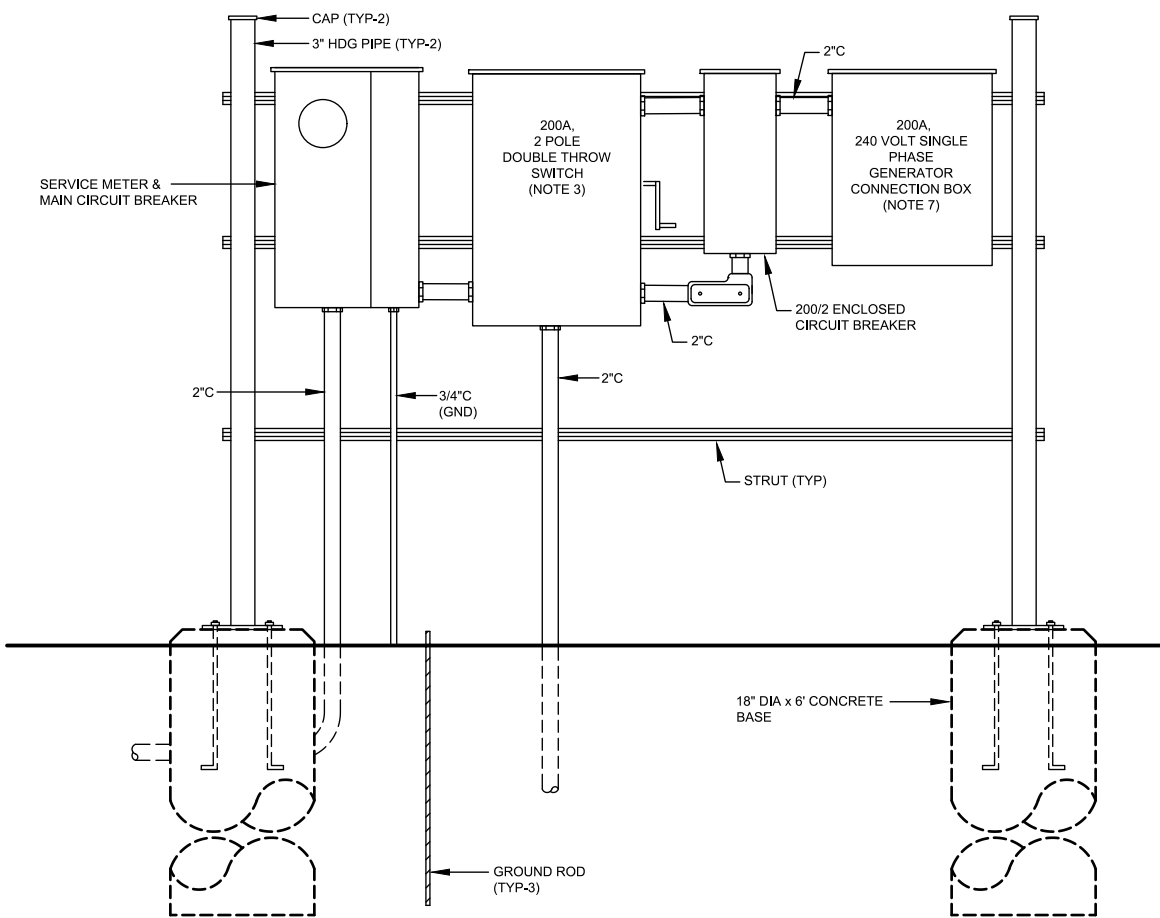 CAP (TYP-2)
3" HDG PIPE (TYP-2)
2"C
SERVICE METER &
MAIN CIRCUIT BREAKER
200A,
2 POLE
DOUBLE THROW
SWITCH
(NOTE 3)
200A,
240 VOLT SINGLE
PHASE
GENERATOR
CONNECTION BOX
(NOTE 7)
200/2 ENCLOSED
CIRCUIT BREAKER
2"C
2"C
3/4"C
(GND)
2"C
STRUT (TYP)
18" DIA x 6' CONCRETE
BASE
GROUND ROD
(TYP-3)